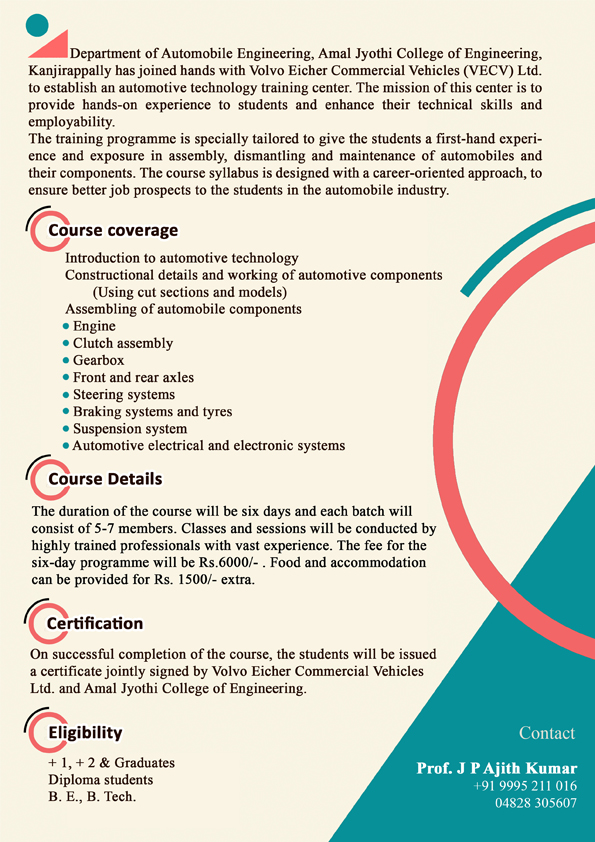 Department of Automobile Engineering, Amal Jyothi College of Engineering,
Kanjirappally has joined hands with Volvo Eicher Commercial Vehicles (VECV) Ltd.
to establish an automotive technology training center. The mission of this center is to
provide hands-on experience to students and enhance their technical skills and
employability.
The training programme is specially tailored to give the students a first-hand experi-
ence and exposure in assembly, dismantling and maintenance of automobiles and
their components. The course syllabus is designed with a career-oriented approach, to
ensure better job prospects to the students in the automobile industry.
Course coverage
Introduction to automotive technology
Constructional details and working of automotive components
(Using cut sections and models)
Assembling of automobile components
• Engine
• Clutch assembly
• Gearbox
• Front and rear axles
• Steering systems
• Braking systems and tyres
• Suspension system
• Automotive electrical and electronic systems
Course Details
The duration of the course will be six days and each batch will
consist of 5-7 members. Classes and sessions will be conducted by
highly trained professionals with vast experience. The fee for the
six-day programme will be Rs.6000/- . Food and accommodation
can be provided for Rs. 1500/- extra.
Certification
On successful completion of the course, the students will be issued
a certificate jointly signed by Volvo Eicher Commercial Vehicles
Ltd. and Amal Jyothi College of Engineering.
Eligibility
+ 1, + 2 & Graduates
Diploma students
B. E., B. Tech.
Contact
Prof. J P Ajith Kumar
+91 9995 211 016
04828 305607